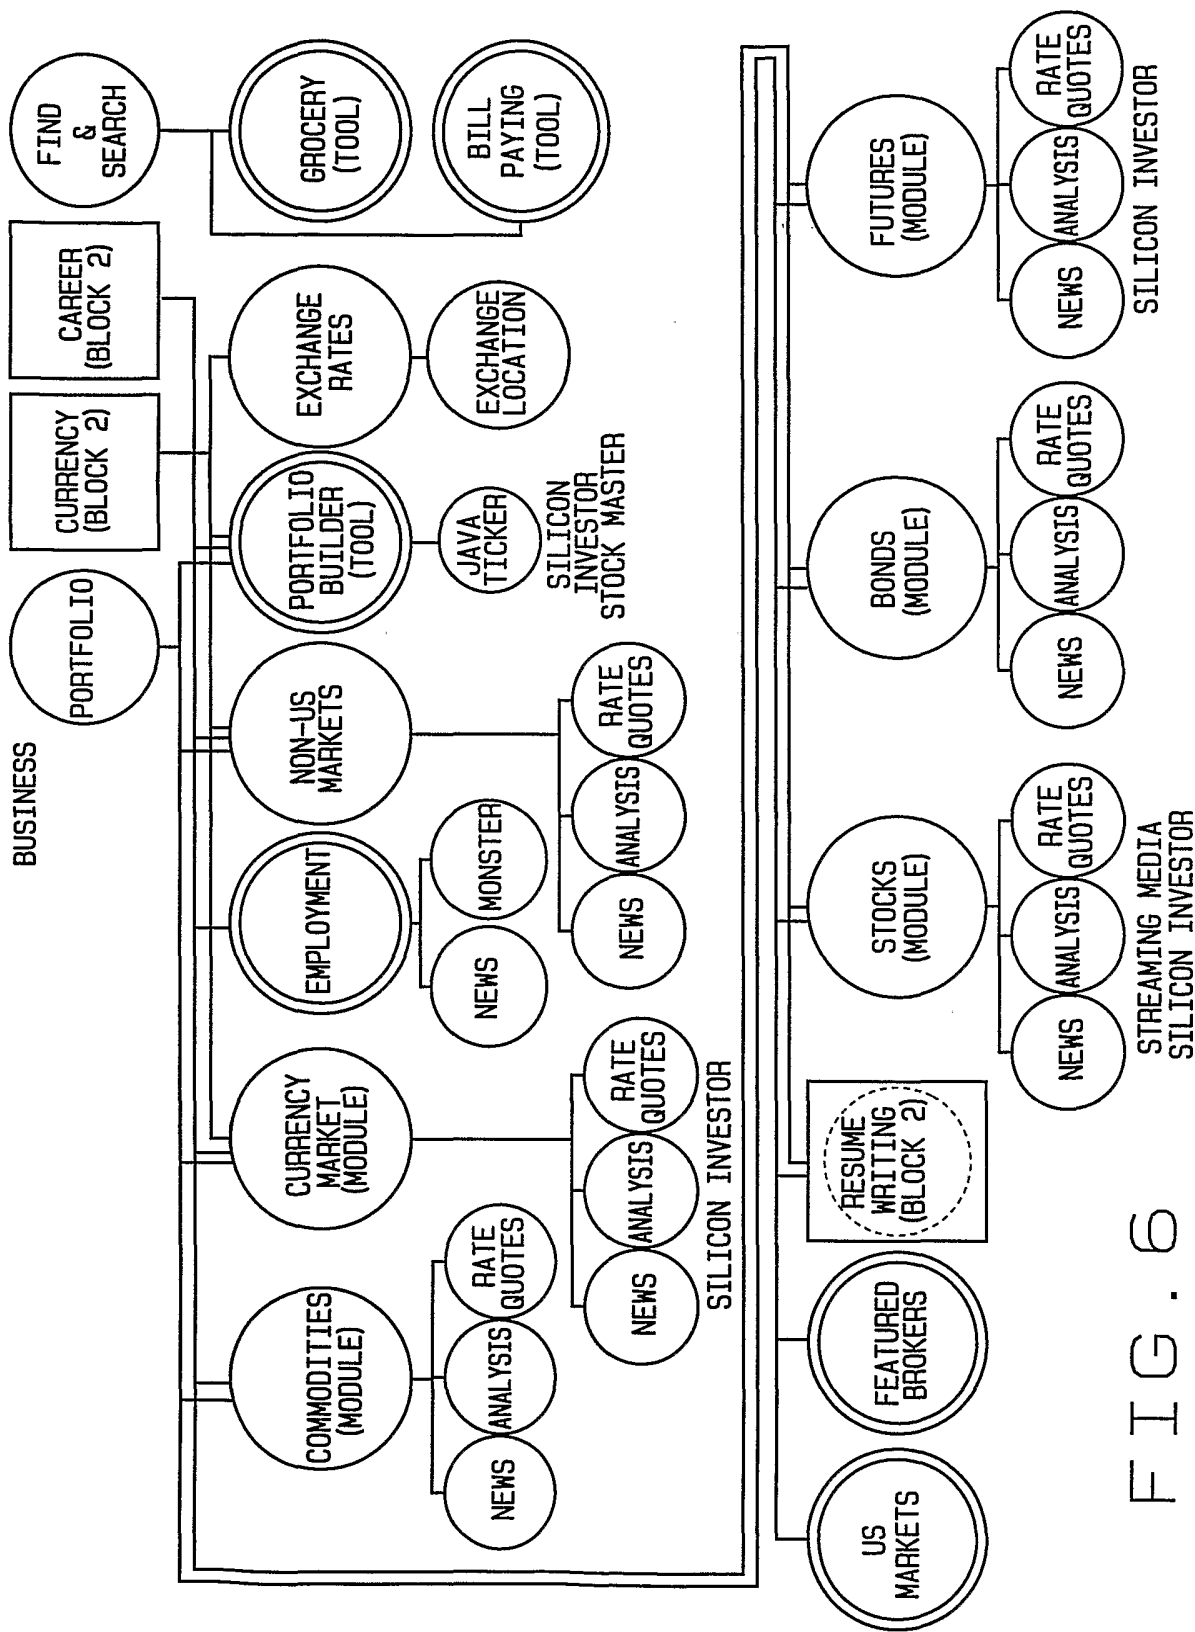 BUSINESS
PORTFOLIO
CURRENCY
(BLOCK 2)
CAREER
(BLOCK 2)
FIND
&
SEARCH
COMMODITIES
(MODULE)
CURRENCY
MARKET
(MODULE)
EMPLOYMENT
NON-US
MARKETS
PORTFOLIO
BUILDER
(TOOL)
EXCHANGE
RATES
GROCERY
(TOOL)
NEWS
ANALYSIS
RATE
QUOTES
NEWS
MONSTER
JAVA
TICKER
EXCHANGE
LOCATION
BILL
PAYING
(TOOL)
NEWS
ANALYSIS
RATE
QUOTES
NEWS
ANALYSIS
RATE
QUOTES
SILICON
INVESTOR
STOCK MASTER
SILICON INVESTOR
US
MARKETS
FEATURED
BROKERS
RESUME
WRITING
(BLOCK 2)
STOCKS
(MODULE)
BONDS
(MODULE)
FUTURES
(MODULE)
NEWS
ANALYSIS
RATE
QUOTES
NEWS
ANALYSIS
RATE
QUOTES
NEWS
ANALYSIS
RATE
QUOTES
STREAMING MEDIA
SILICON INVESTOR
SILICON INVESTOR
FIG. 6